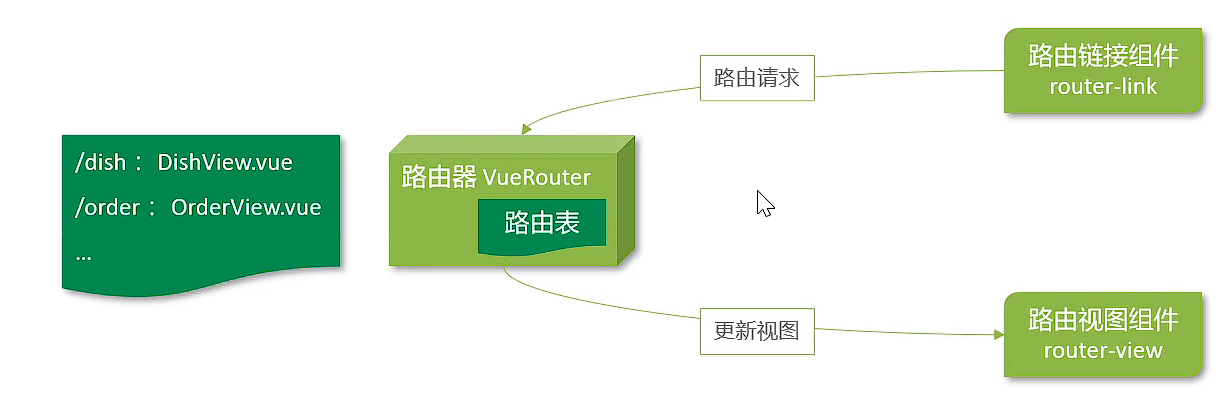 路由链接组件
router-link
路由请求
/dish： DishView.vue
/order： OrderView.vue
...
路由器 VueRouter
路由表
更新视图
路由视图组件
router-view